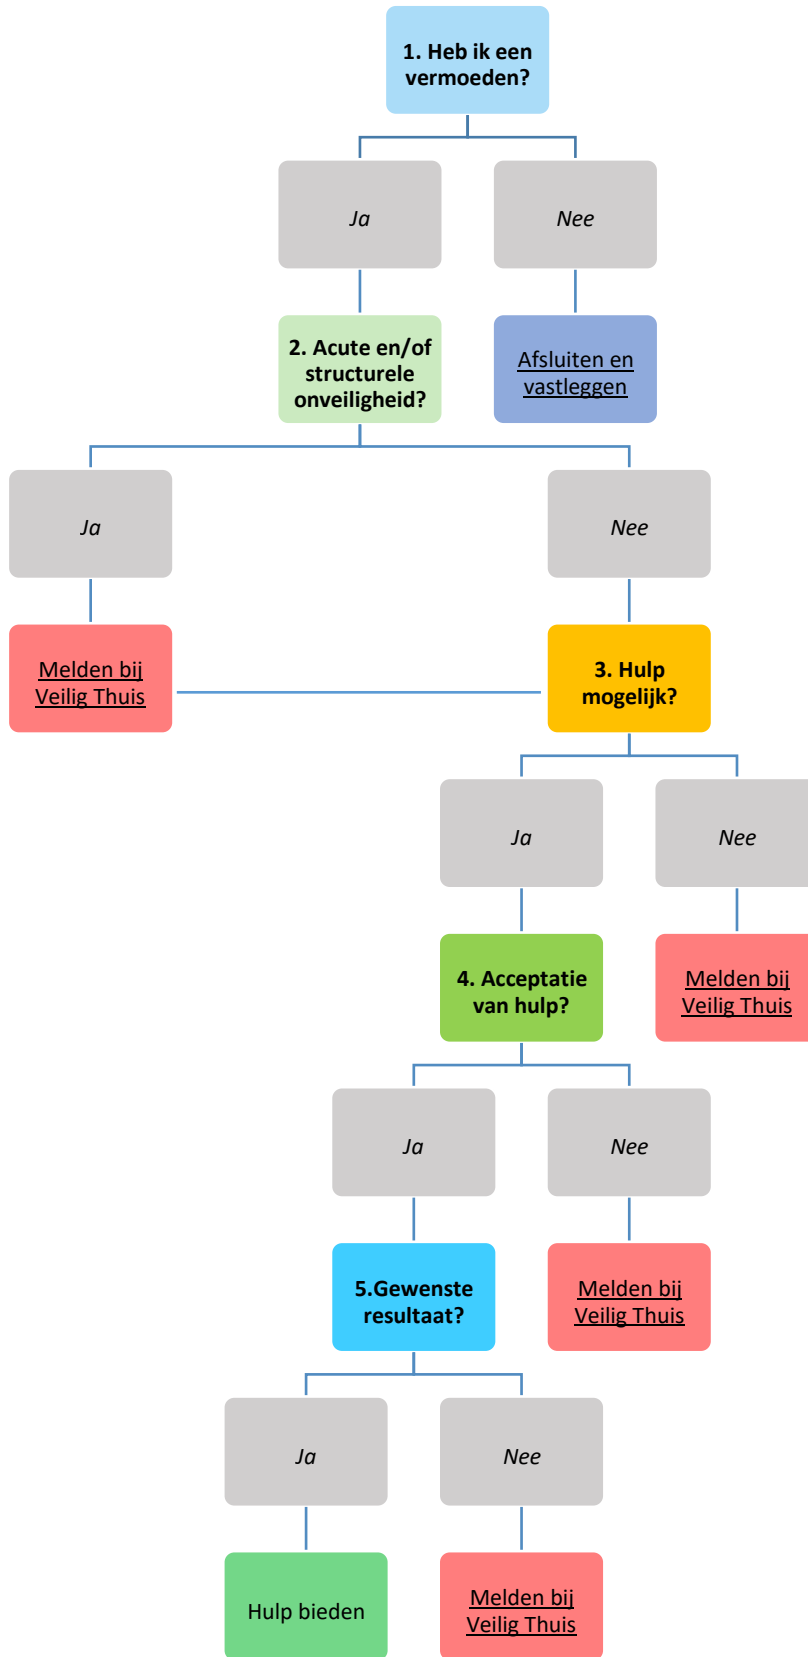 1. Heb ik een
vermoeden?
Ja
Nee
2. Acute en/of
structurele
onveiligheid?
Afsluiten en
vastleggen
Ja
Nee
Melden bij
Veilig Thuis
3. Hulp
mogelijk?
Ja
Nee
4. Acceptatie
van hulp?
Melden bij
Veilig Thuis
Ja
Nee
5.Gewenste
resultaat?
Melden bij
Veilig Thuis
Ja
Nee
Hulp bieden
Melden bij
Veilig Thuis